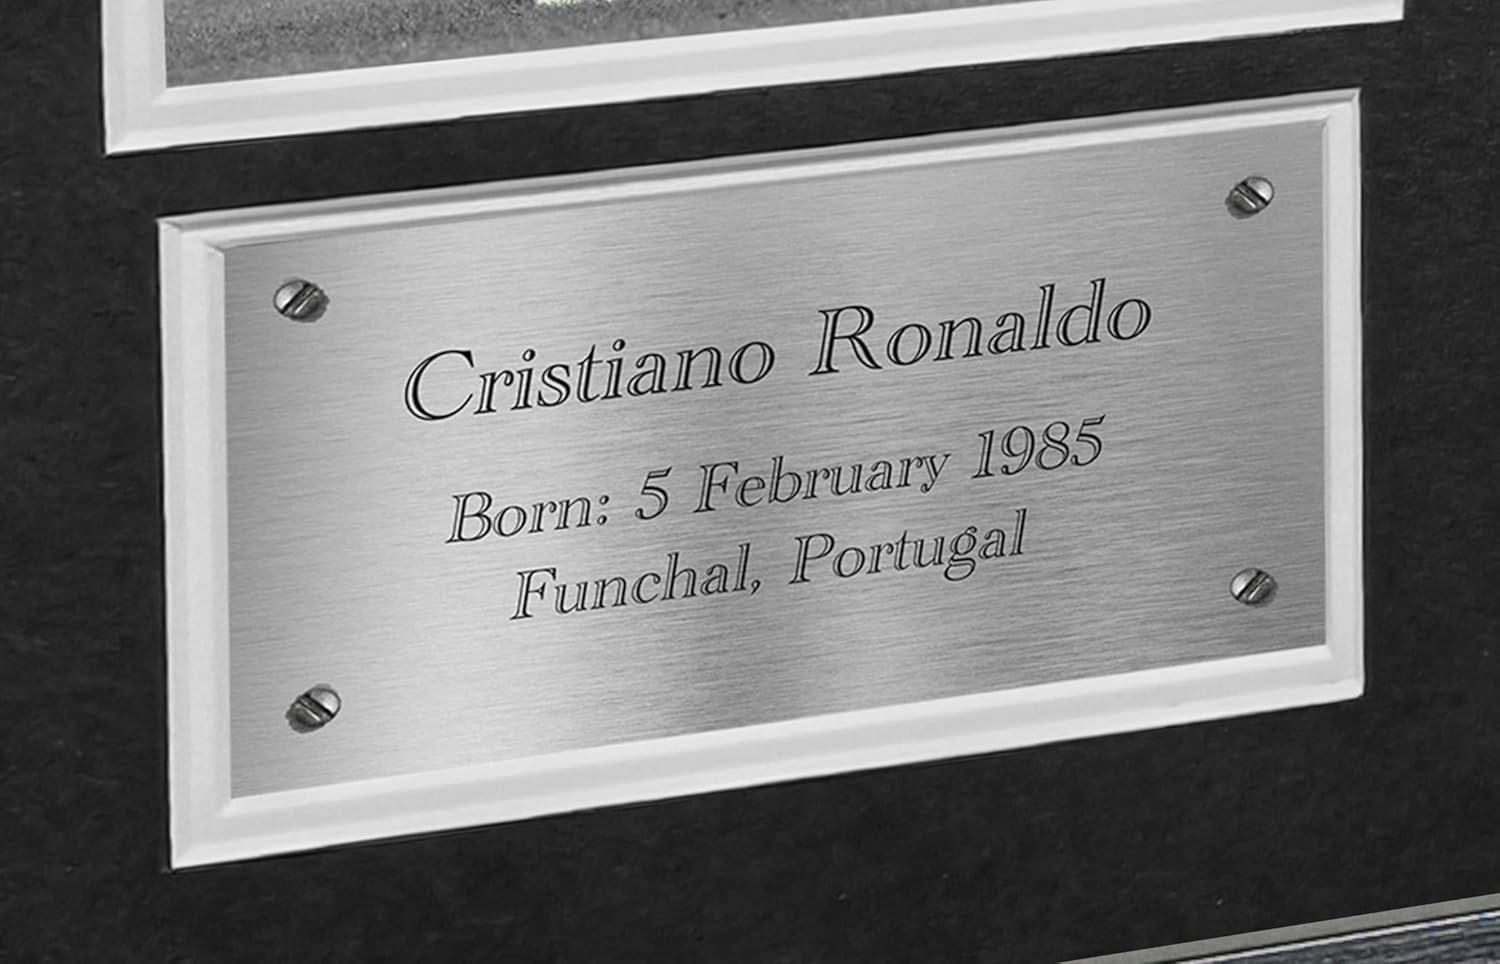 Cristiano Ronaldo
Born: 5 February 1985
Funchal, Portugal